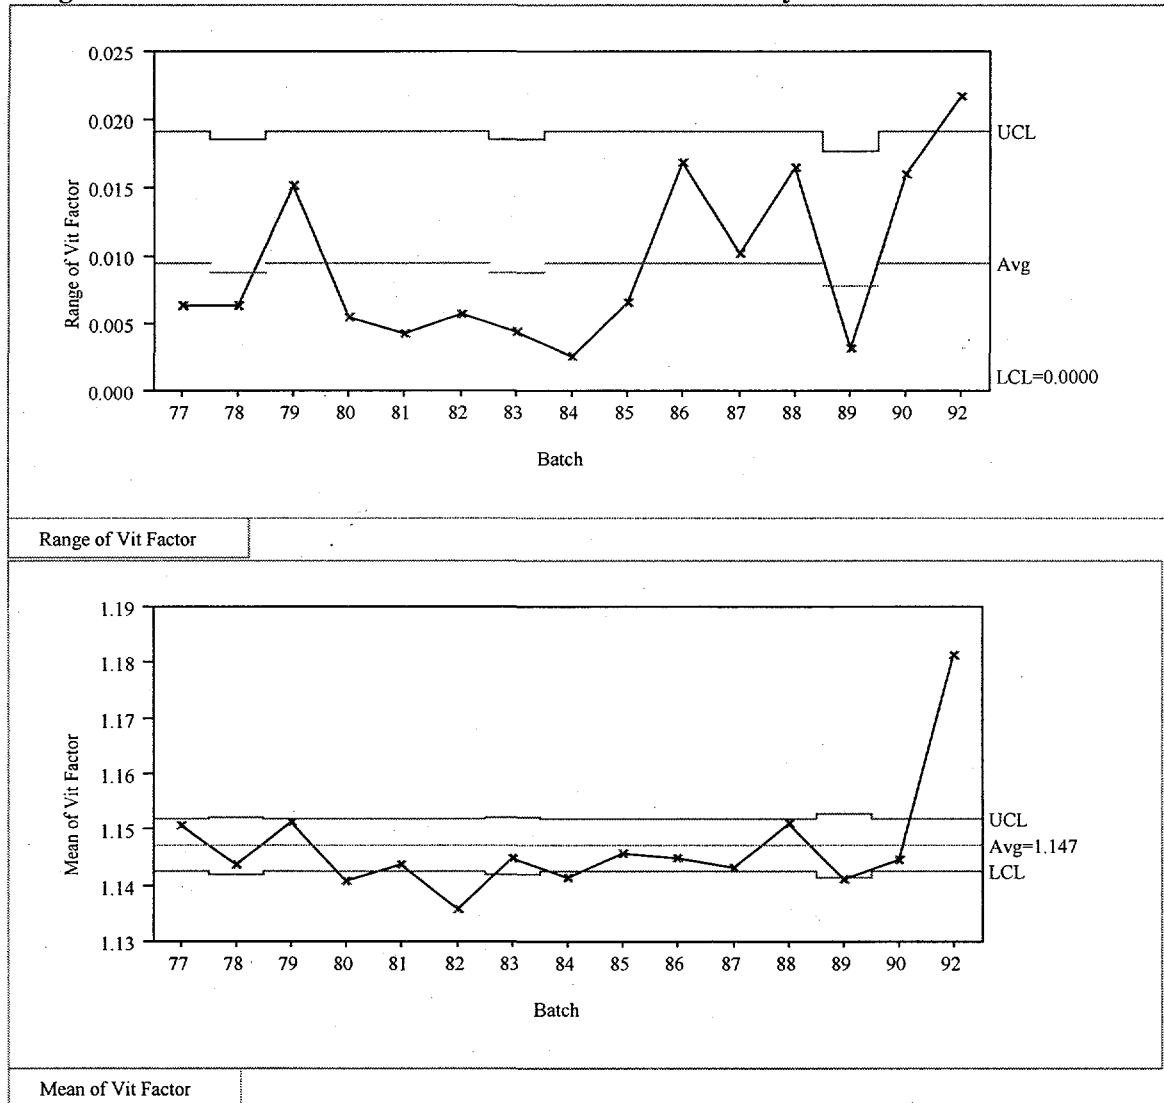 0.025
0.020
0.015
0.010
0.005
0.000
Range of Vit Factor
UCL
Avg
LCL=0.0000
77 78 79 80 81 82 83 84 85 86 87 88 89 90 92
Batch
Range of Vit Factor
1.19
1.18
1.17
1.16
1.15
1.14
1.13
Mean of Vit Factor
UCL
Avg=1.147
LCL
77 78 79 80 81 82 83 84 85 86 87 88 89 90 92
Batch
Mean of Vit Factor